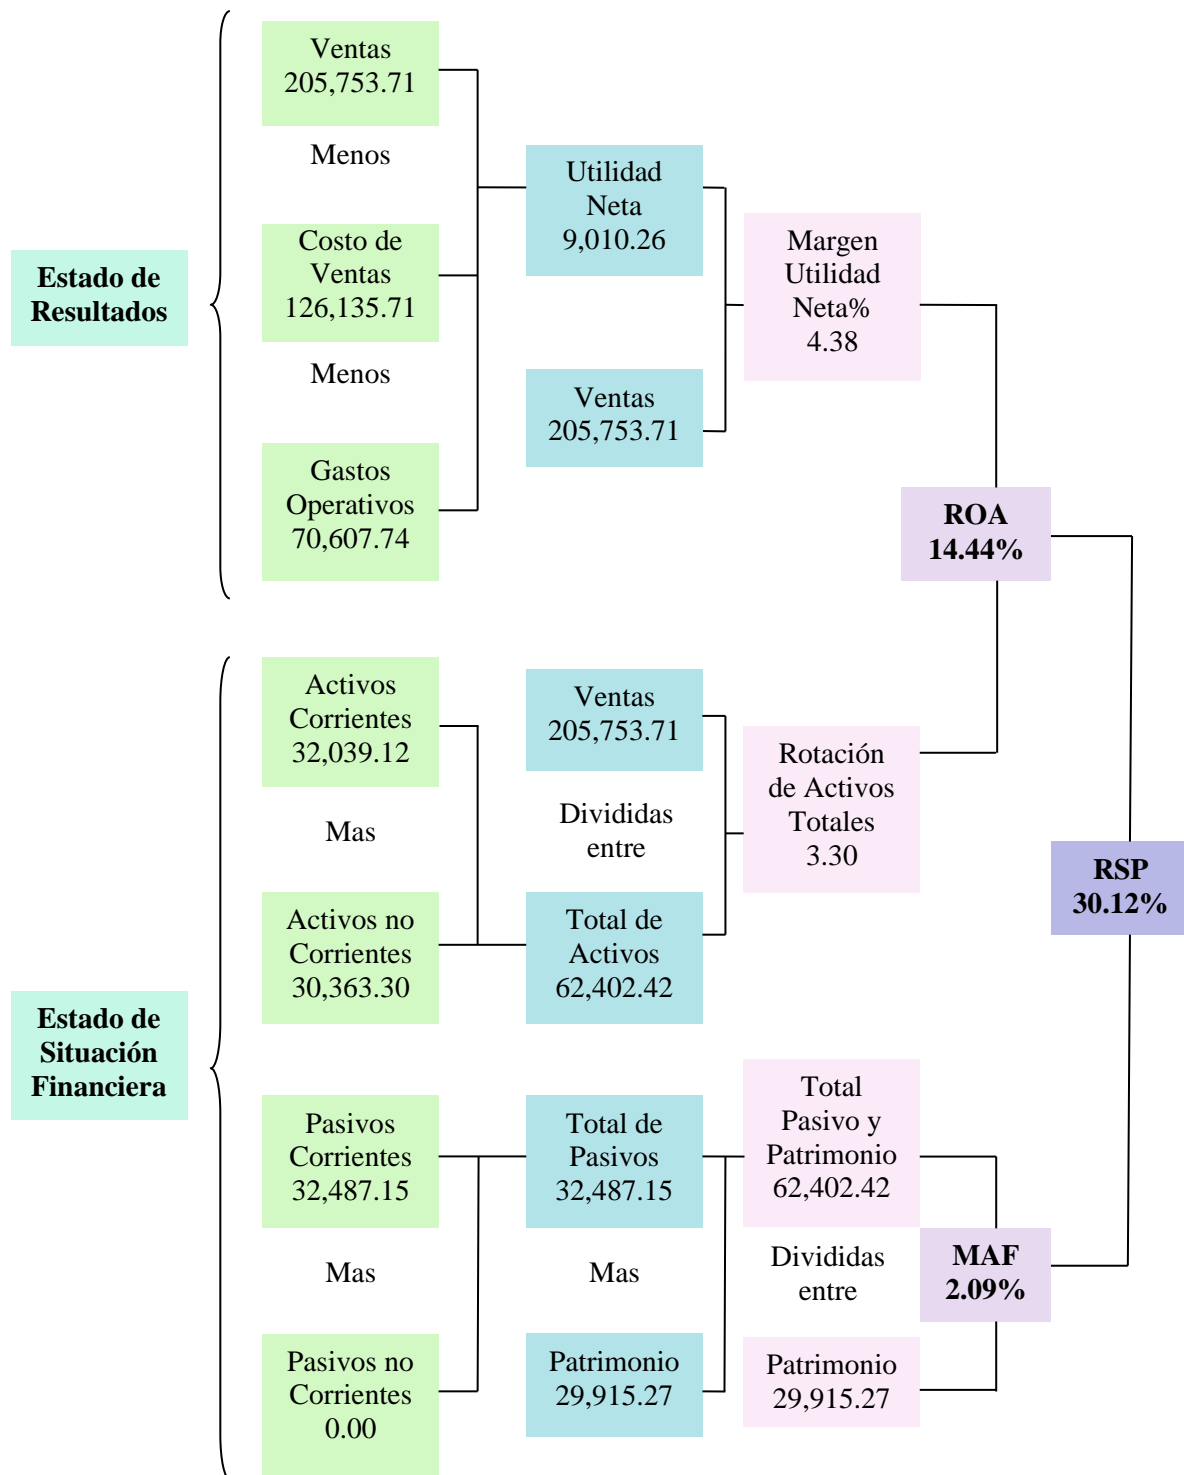 Estado de
Resultados
Ventas
205,753.71
Menos
Costo de
Ventas
126,135.71
Menos
Gastos
Operativos
70,607.74
Utilidad
Neta
9,010.26
Ventas
205,753.71
Margen
Utilidad
Neta%
4.38
ROA
14.44%
Estado de
Situación
Financiera
Activos
Corrientes
32,039.12
Mas
Activos no
Corrientes
30,363.30
Ventas
205,753.71
Divididas
entre
Total de
Activos
62,402.42
Rotación
de Activos
Totales
3.30
RSP
30.12%
Pasivos
Corrientes
32,487.15
Mas
Pasivos no
Corrientes
0.00
Total de
Pasivos
32,487.15
Mas
Patrimonio
29,915.27
Total
Pasivo y
Patrimonio
62,402.42
Divididas
entre
Patrimonio
29,915.27
MAF
2.09%